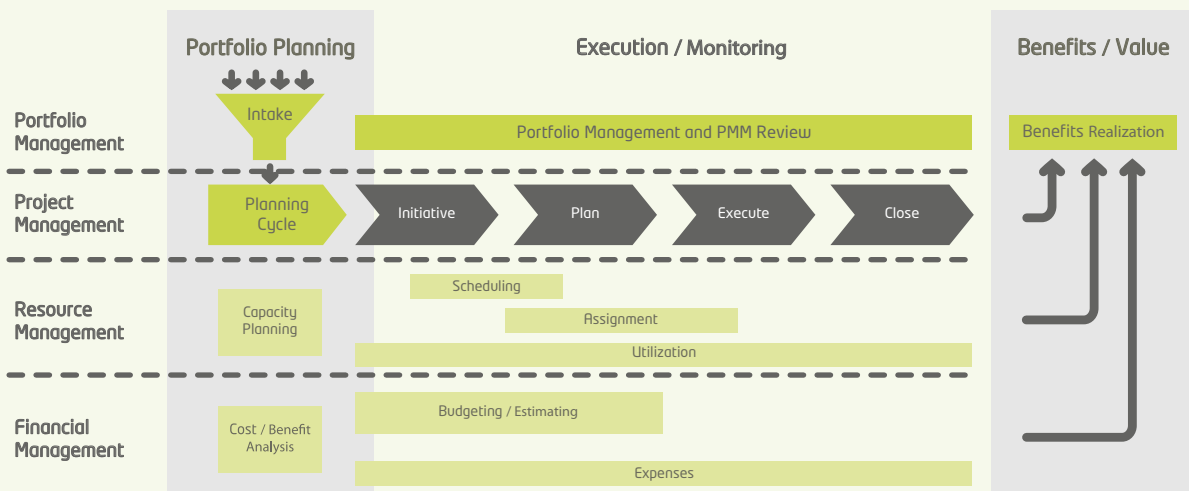 Portfolio Planning
Execution / Monitoring
Benefits / Value
Portfolio
Management
Intake
Portfolio Management and PMM Review
Benefits Realization
Project
Management
Planning
Cycle
Initiative
Plan
Execute
Close
Resource
Management
Capacity
Planning
Scheduling
Assignment
Utilization
Financial
Management
Cost / Benefit
Analysis
Budgeting / Estimating
Expenses